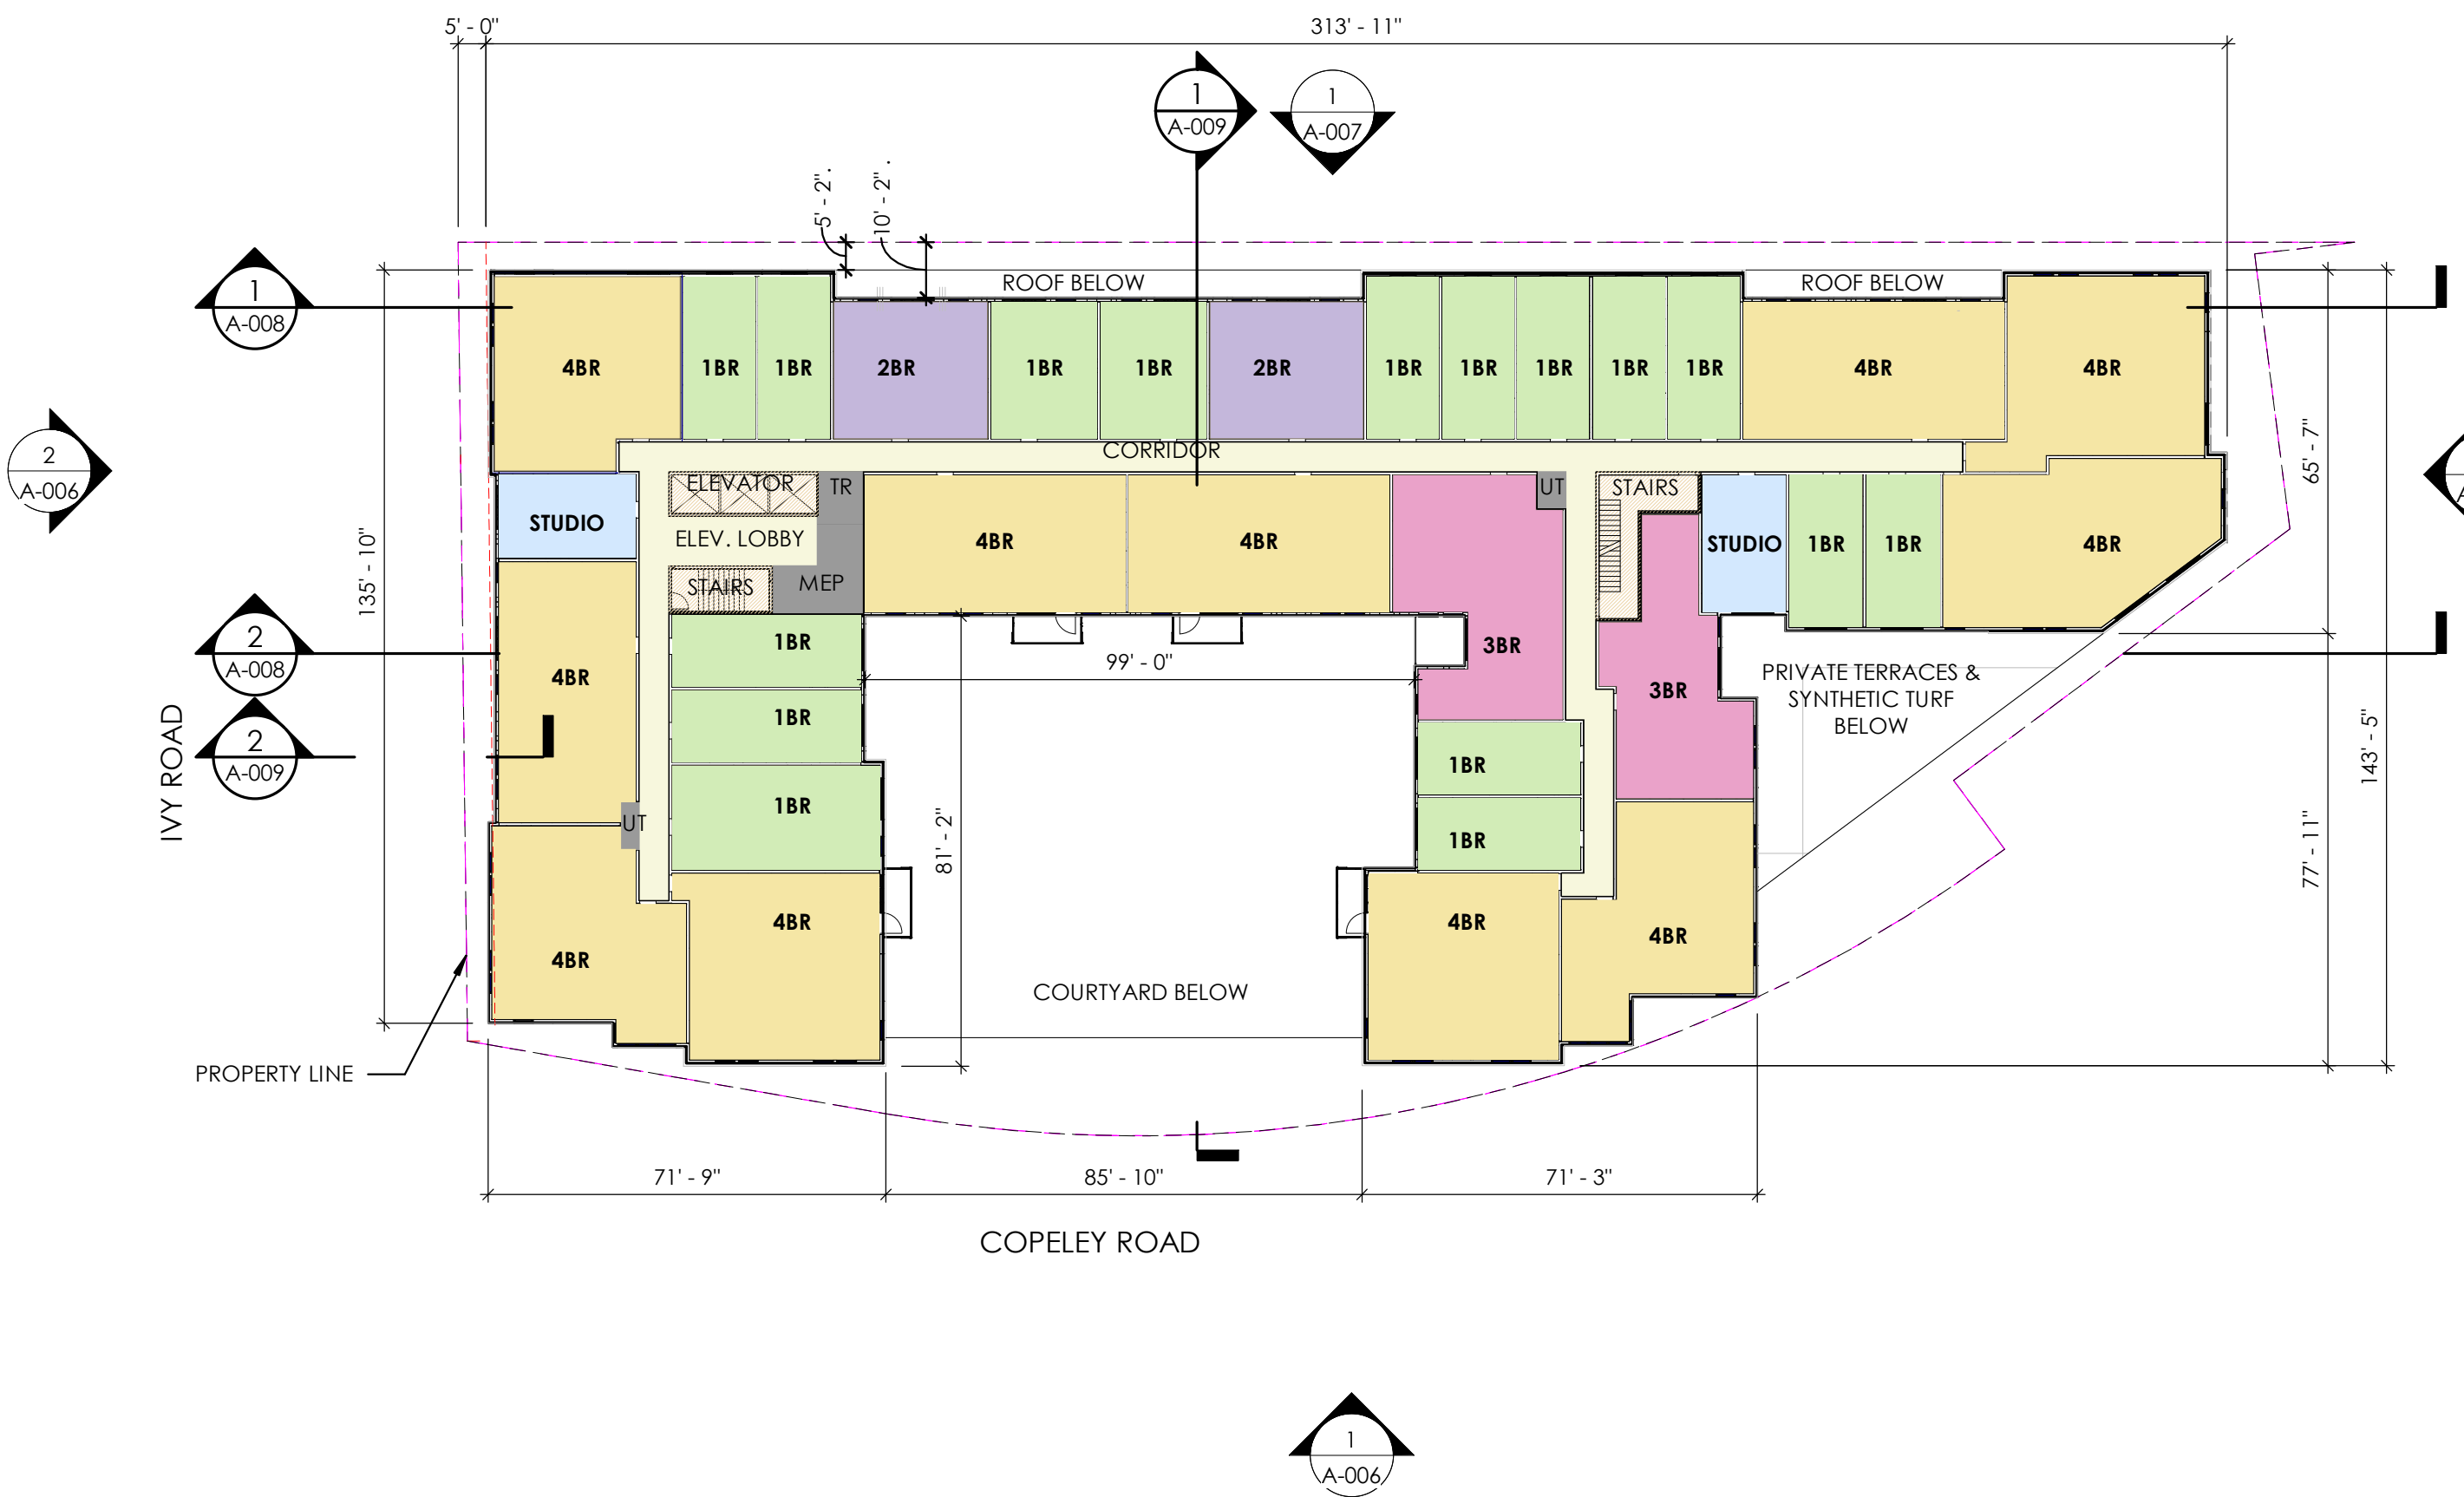 5' - 0"
313' - 11"
1
A-009
1
A-007
5' - 2".
10' - 2".
1
A-008
ROOF BELOW
ROOF BELOW
4BR
1BR
1BR
2BR
1BR
1BR
2BR
1BR
1BR
1BR
1BR
1BR
4BR
4BR
2
A-006
CORRIDOR
65' - 7"
ELEVATOR
TR
UT
STAIRS
STUDIO
ELEV. LOBBY
4BR
4BR
STUDIO
1BR
1BR
4BR
135' - 10"
STAIRS
MEP
2
A-008
1BR
3BR
99' - 0"
4BR
3BR
PRIVATE TERRACES &
SYNTHETIC TURF
BELOW
1BR
143' - 5"
2
A-009
IVY ROAD
1BR
1BR
UT
81' - 2"
1BR
77' - 11"
4BR
4BR
4BR
4BR
COURTYARD BELOW
PROPERTY LINE
71' - 9"
85' - 10"
71' - 3"
COPELEY ROAD
1
A-006